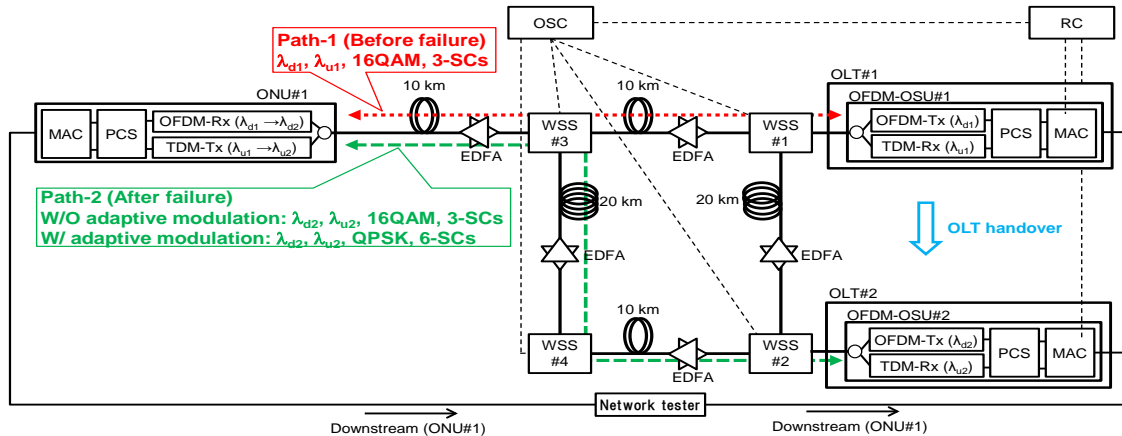 OSC
RC
Path-1 (Before failure)
λd1, λu1, 16QAM, 3-SCs
OLT#1
OFDM-OSU#1
OFDM-Tx (λd1)
TDM-Rx (λu1)
PCS
MAC
ONU#1
MAC
PCS
OFDM-Rx (λd1 →λd2)
TDM-Tx (λu1 →λu2)
10 km
EDFA
WSS
#3
10 km
EDFA
WSS
#1
Path-2 (After failure)
W/O adaptive modulation: λd2, λu2, 16QAM, 3-SCs
W/ adaptive modulation: λd2, λu2, QPSK, 6-SCs
20 km
EDFA
20 km
EDFA
OLT handover
OLT#2
OFDM-OSU#2
OFDM-Tx (λd2)
TDM-Rx (λu2)
PCS
MAC
WSS
#4
10 km
EDFA
WSS
#2
Network tester
Downstream (ONU#1)
Downstream (ONU#1)